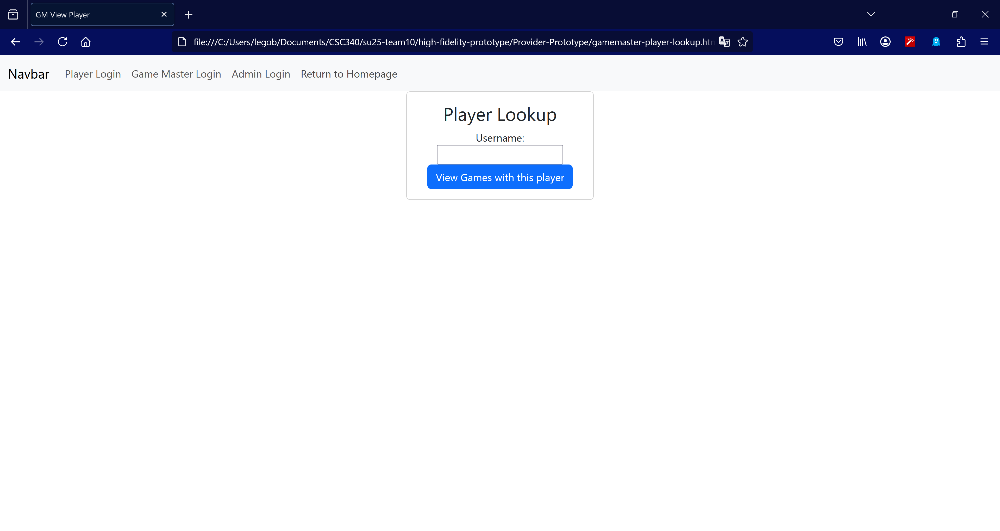 GM View Player
file:///C:/Users/legob/Documents/CSC340/su25-team10/high-fidelity-prototype/Provider-Prototype/gamemaster-player-lookup.htm
Navbar Player Login Game Master Login Admin Login Return to Homepage
Player Lookup
Username:
View Games with this player